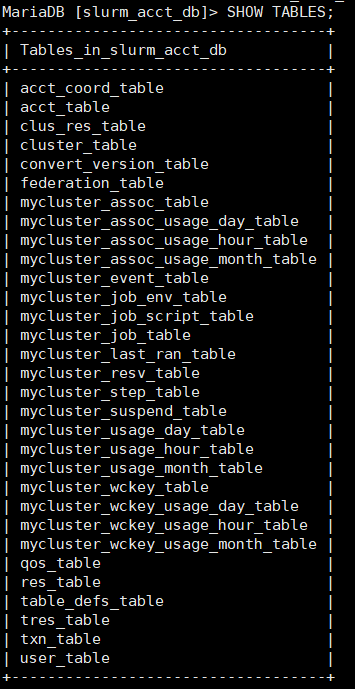 MariaDB [slurm_acct_db]> SHOW TABLES;
+----------------------------------+
| Tables_in_slurm_acct_db          |
+----------------------------------+
| acct_coord_table                 |
| acct_table                       |
| clus_res_table                   |
| cluster_table                    |
| convert_version_table            |
| federation_table                 |
| mycluster_assoc_table            |
| mycluster_assoc_usage_day_table  |
| mycluster_assoc_usage_hour_table |
| mycluster_assoc_usage_month_table |
| mycluster_event_table            |
| mycluster_job_env_table          |
| mycluster_job_script_table       |
| mycluster_job_table              |
| mycluster_last_ran_table         |
| mycluster_resv_table             |
| mycluster_step_table             |
| mycluster_suspend_table          |
| mycluster_usage_day_table        |
| mycluster_usage_hour_table       |
| mycluster_usage_month_table      |
| mycluster_wckey_table            |
| mycluster_wckey_usage_day_table  |
| mycluster_wckey_usage_hour_table |
| mycluster_wckey_usage_month_table |
| qos_table                        |
| res_table                        |
| table_defs_table                 |
| tres_table                       |
| txn_table                        |
| user_table                       |
+----------------------------------+